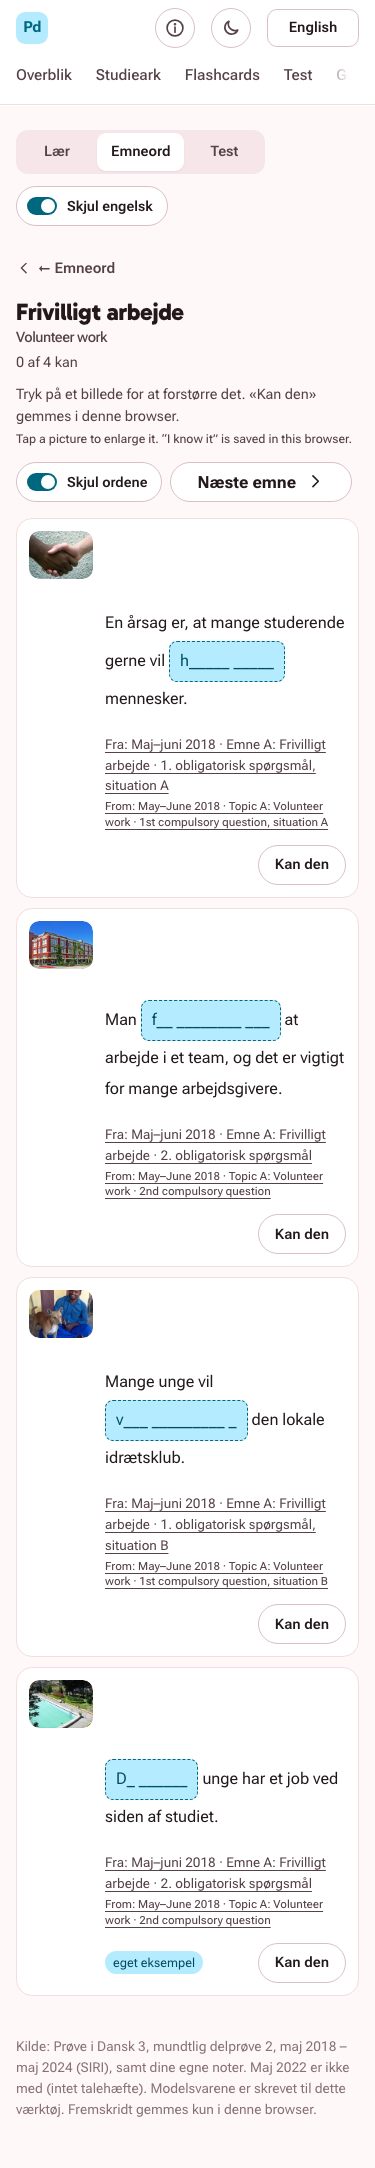 Pd
English
Overblik Studieark Flashcards Test G
Lær Emneord Test
Skjul engelsk
← Emneord
Frivilligt arbejde
Volunteer work
0 af 4 kan
Tryk på et billede for at forstørre det. «Kan den»
gemmes i denne browser.
Tap a picture to enlarge it. “I know it” is saved in this browser.
Skjul ordene
Næste emne
En årsag er, at mange studerende
gerne vil h_____ _____
mennesker.
Fra: Maj–juni 2018 · Emne A: Frivilligt
arbejde · 1. obligatorisk spørgsmål,
situation A
From: May–June 2018 · Topic A: Volunteer
work · 1st compulsory question, situation A
Kan den
Man f__ ________ ___ at
arbejde i et team, og det er vigtigt
for mange arbejdsgivere.
Fra: Maj–juni 2018 · Emne A: Frivilligt
arbejde · 2. obligatorisk spørgsmål
From: May–June 2018 · Topic A: Volunteer
work · 2nd compulsory question
Kan den
Mange unge vil
v___ _________ _ den lokale
idrætsklub.
Fra: Maj–juni 2018 · Emne A: Frivilligt
arbejde · 1. obligatorisk spørgsmål,
situation B
From: May–June 2018 · Topic A: Volunteer
work · 1st compulsory question, situation B
Kan den
D_ ______ unge har et job ved
siden af studiet.
Fra: Maj–juni 2018 · Emne A: Frivilligt
arbejde · 2. obligatorisk spørgsmål
From: May–June 2018 · Topic A: Volunteer
work · 2nd compulsory question
eget eksempel
Kan den
Kilde: Prøve i Dansk 3, mundtlig delprøve 2, maj 2018 –
maj 2024 (SIRI), samt dine egne noter. Maj 2022 er ikke
med (intet talehæfte). Modelsvarene er skrevet til dette
værktøj. Fremskridt gemmes kun i denne browser.